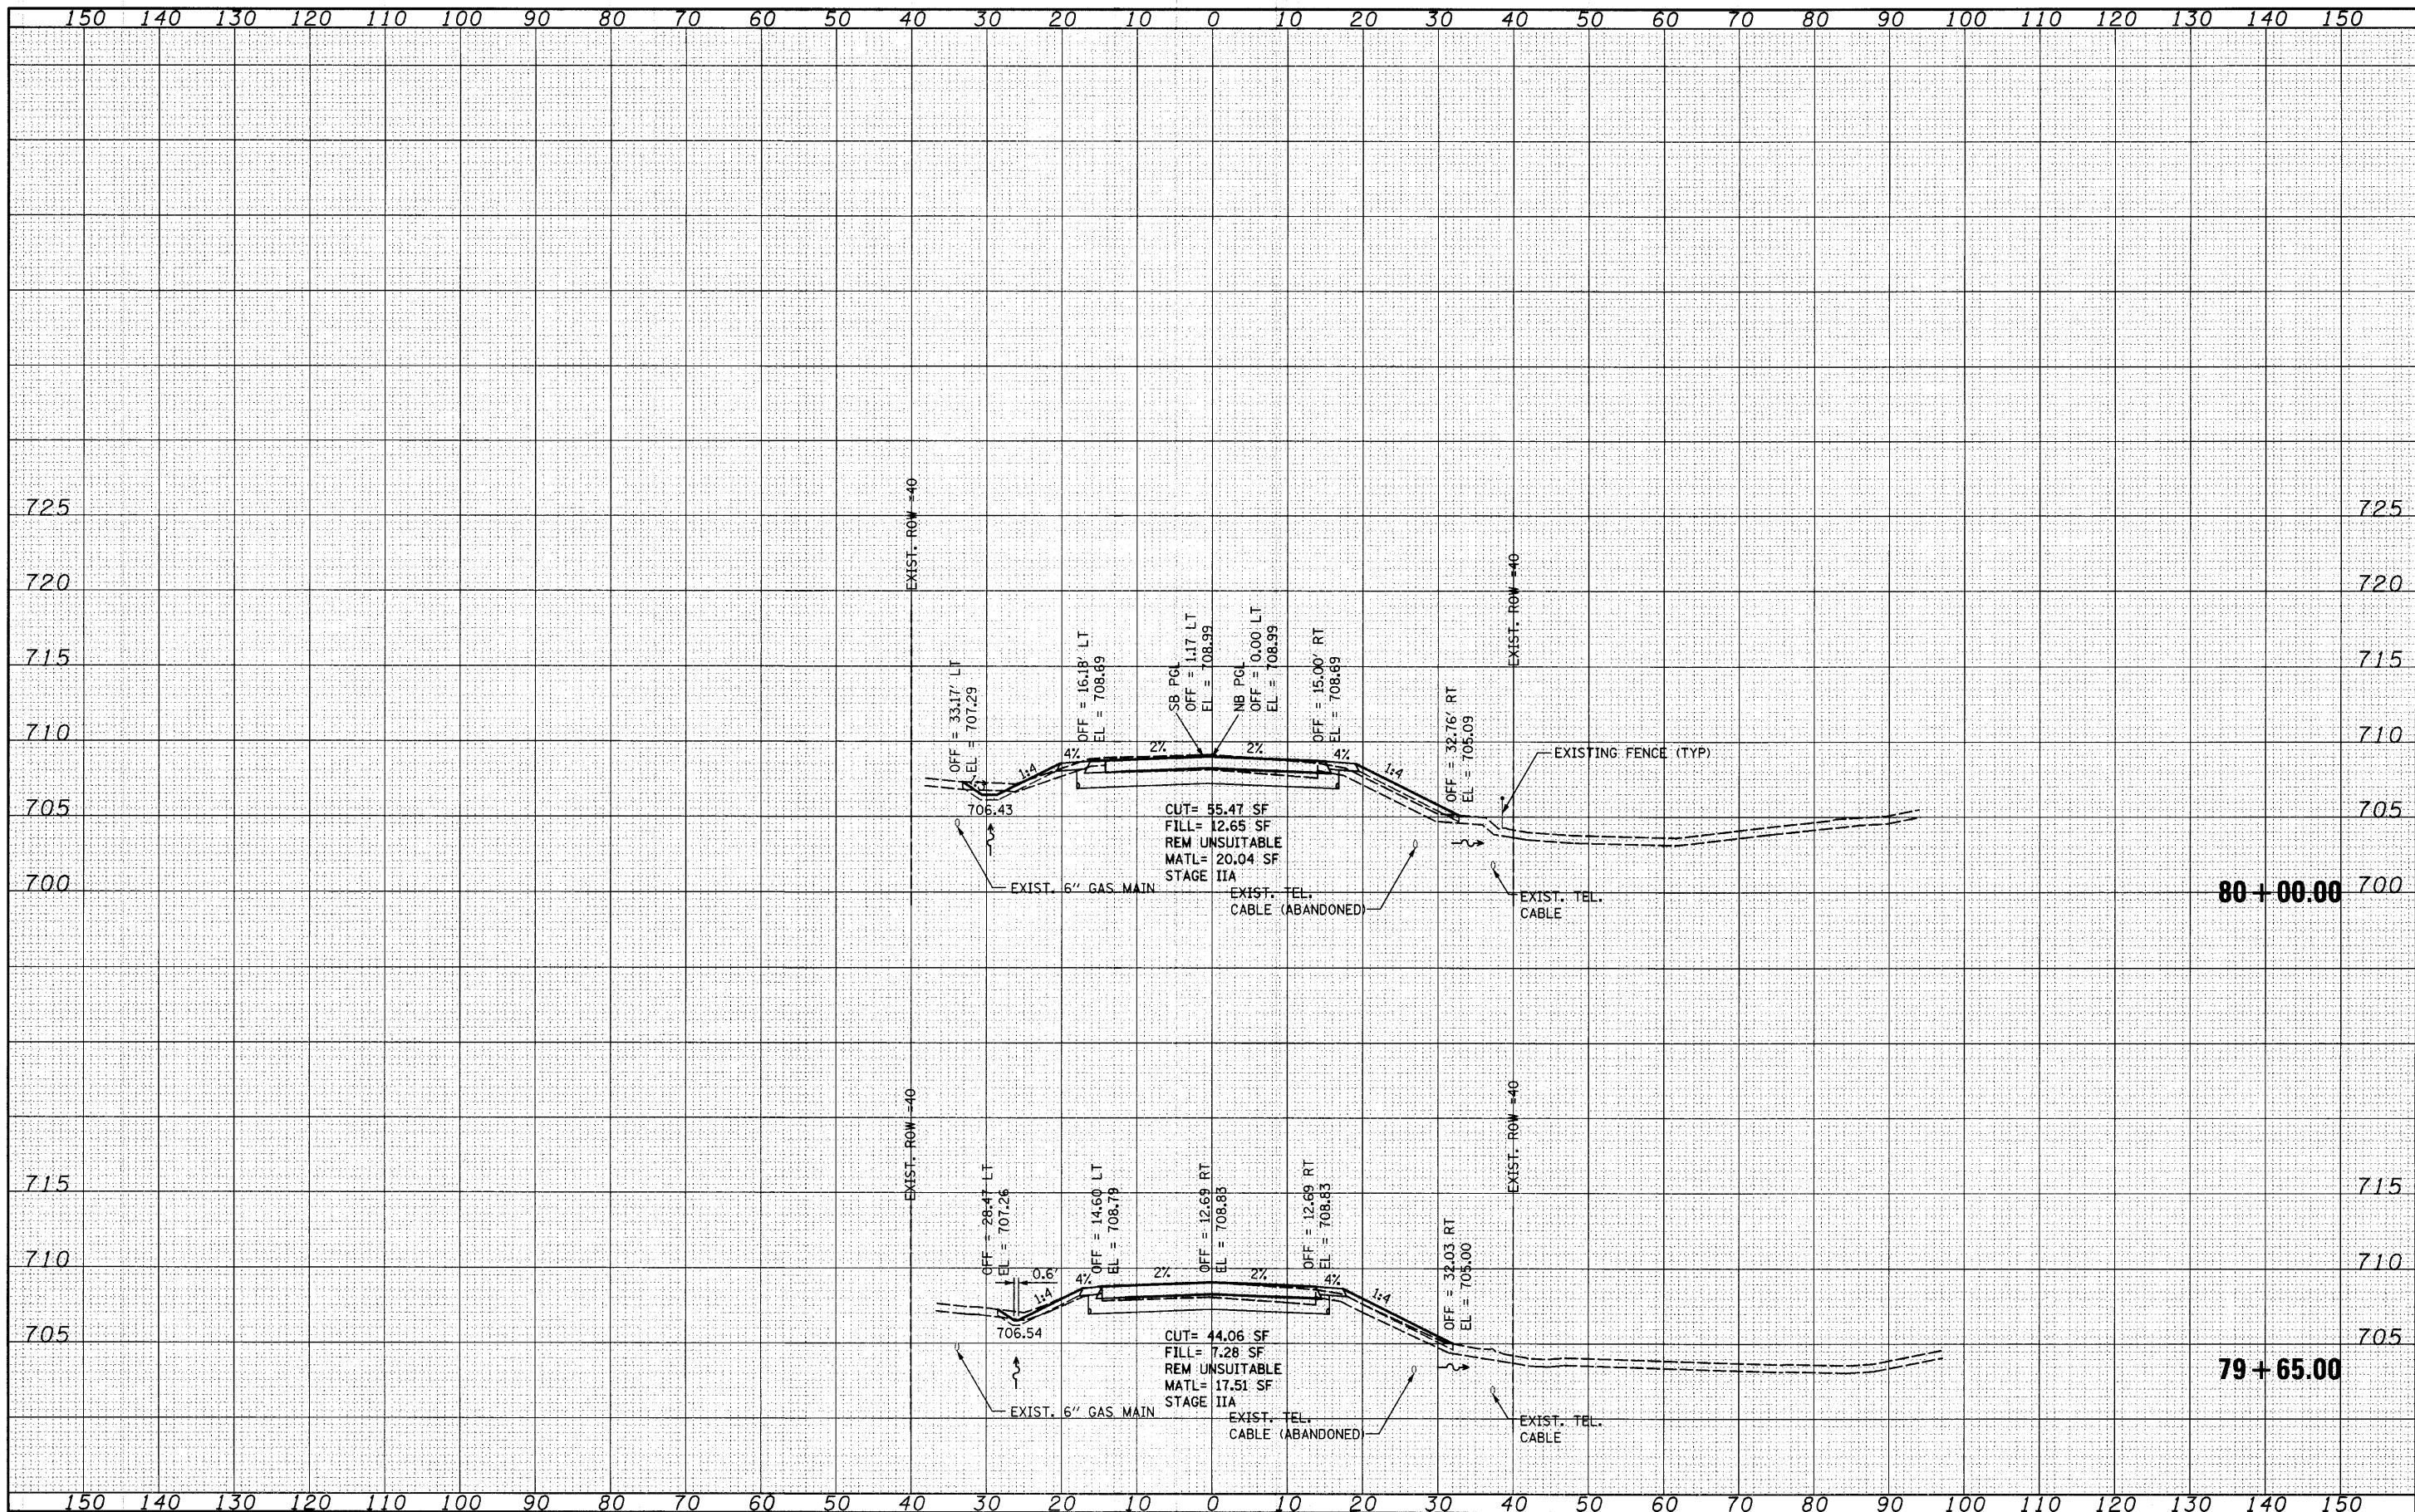 150 140 130 120 110 100 90 80 70 60 50 40 30 20 10 0 10 20 30 40 50 60 70 80 90 100 110 120 130 140 150
725 725
720 720
715 715
710 710
705 705
700 700
EXIST. ROW =40
EXIST. ROW =40
OFF = 33.17' LT
EL = 707.29
OFF = 16.18' LT
EL = 708.69
SB PGL
OFF = 1.17 LT
EL = 708.99
NB PGL
OFF = 0.00 LT
EL = 708.99
OFF = 15.00' RT
EL = 708.69
OFF = 32.76' RT
EL = 705.09
1:4 4% 2% 2% 4% 1:4
EXISTING FENCE (TYP)
706.43
CUT= 55.47 SF
FILL= 12.65 SF
REM UNSUITABLE
MATL= 20.04 SF
STAGE IIA
EXIST. 6" GAS MAIN
EXIST. TEL.
CABLE (ABANDONED)
EXIST. TEL.
CABLE
80+00.00
715 715
710 710
705 705
EXIST. ROW =40
EXIST. ROW =40
OFF = 28.47 LT
EL = 707.26
OFF = 14.60 LT
EL = 708.79
OFF = 12.69 RT
EL = 708.83
OFF = 12.69 RT
EL = 708.83
OFF = 32.03 RT
EL = 705.00
0.6'
1:4 4% 2% 2% 4% 1:4
706.54
CUT= 44.06 SF
FILL= 7.28 SF
REM UNSUITABLE
MATL= 17.51 SF
STAGE IIA
EXIST. 6" GAS MAIN
EXIST. TEL.
CABLE (ABANDONED)
EXIST. TEL.
CABLE
79+65.00
150 140 130 120 110 100 90 80 70 60 50 40 30 20 10 0 10 20 30 40 50 60 70 80 90 100 110 120 130 140 150